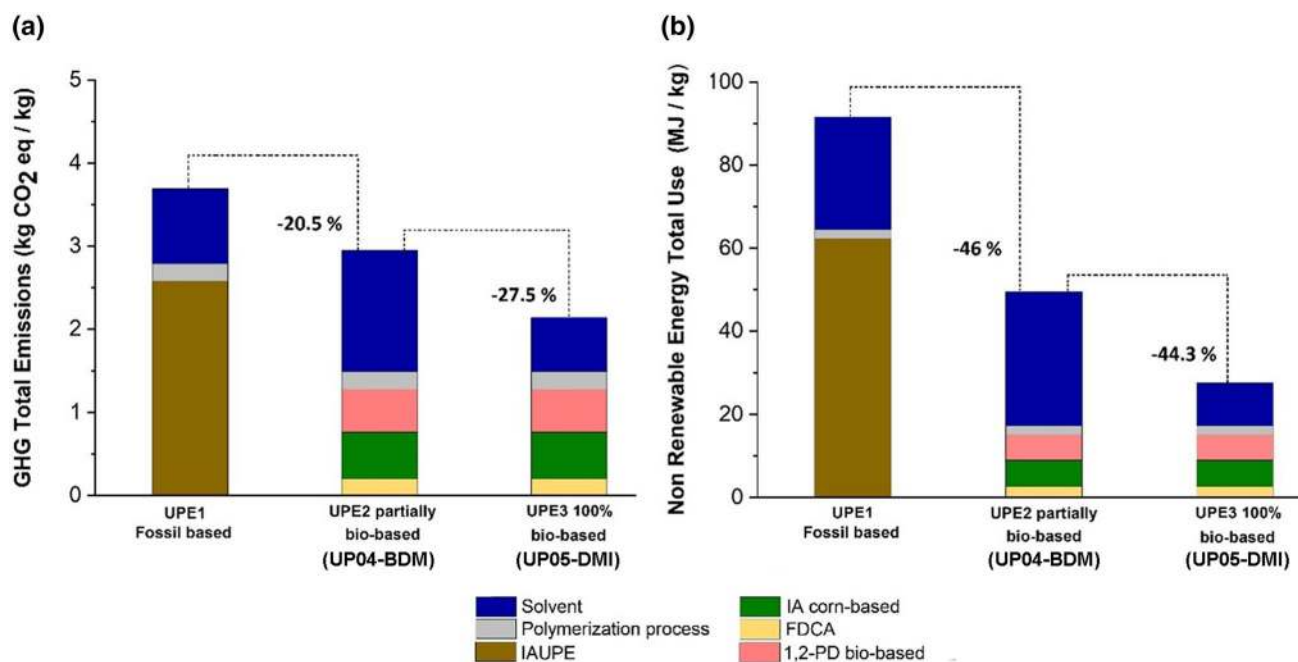 (a)
GHG Total Emissions (kg CO2 eq / kg)
5
4
3
2
1
0
-20.5 %
-27.5 %
UPE1
Fossil based
UPE2 partially
bio-based
(UP04-BDM)
UPE3 100%
bio-based
(UP05-DMI)
(b)
Non Renewable Energy Total Use (MJ / kg)
100
80
60
40
20
0
-46 %
-44.3 %
UPE1
Fossil based
UPE2 partially
bio-based
(UP04-BDM)
UPE3 100%
bio-based
(UP05-DMI)
Solvent
Polymerization process
IAUPE
IA corn-based
FDCA
1,2-PD bio-based